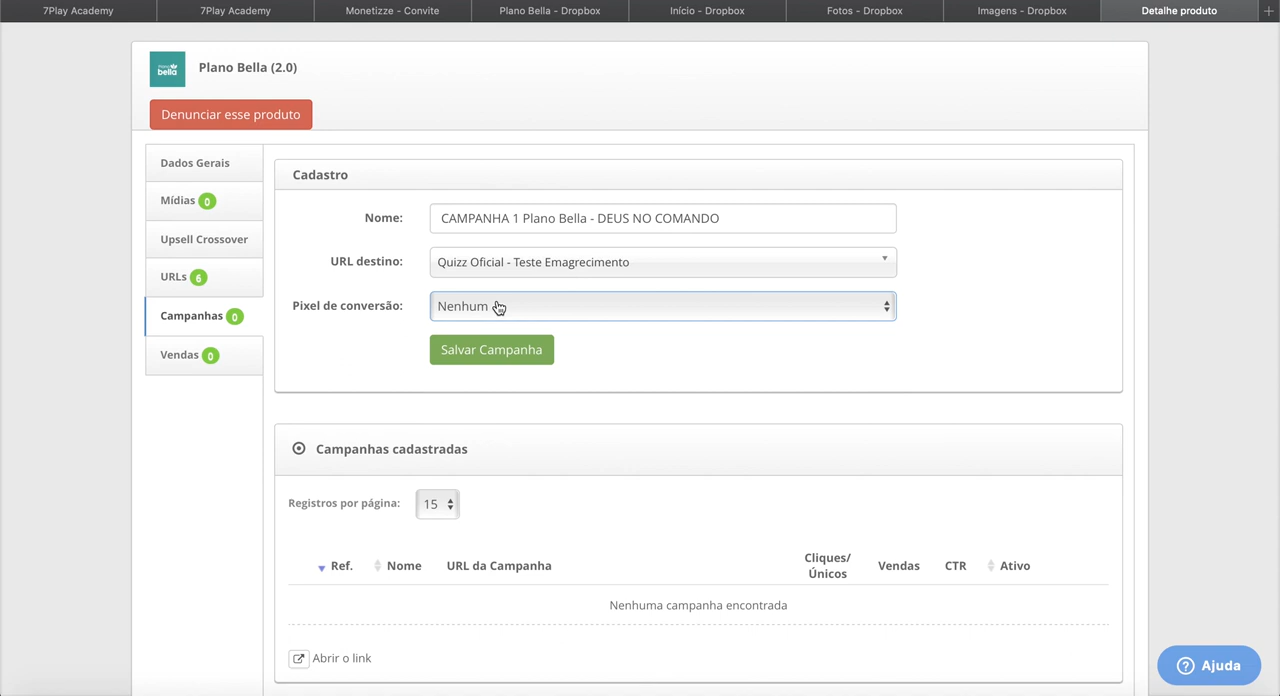 7Play Academy
7Play Academy
Monetizze - Convite
Plano Bella - Dropbox
Início - Dropbox
Fotos - Dropbox
Imagens - Dropbox
Detalhe produto
Plano
bella
Plano Bella (2.0)
Denunciar esse produto
Dados Gerais
Mídias 0
Upsell Crossover
URLs 6
Campanhas 0
Vendas 0
Cadastro
Nome: CAMPANHA 1 Plano Bella - DEUS NO COMANDO
URL destino: Quizz Oficial - Teste Emagrecimento
Pixel de conversão: Nenhum
Salvar Campanha
Campanhas cadastradas
Registros por página: 15
Ref. Nome URL da Campanha Cliques/ Vendas CTR Ativo
Únicos
Nenhuma campanha encontrada
Abrir o link
Ajuda